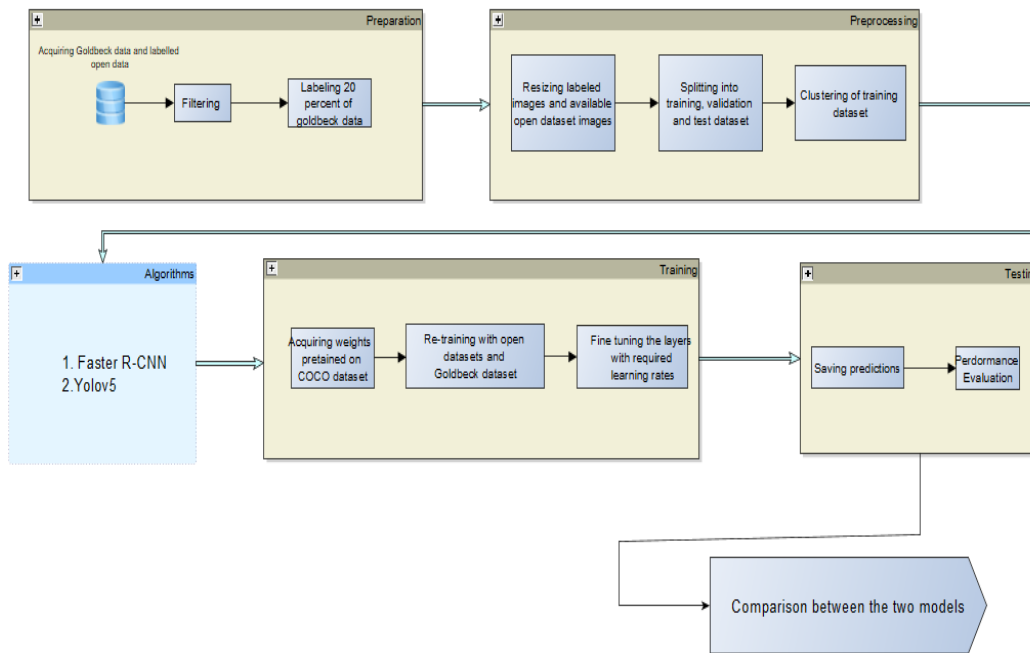 Preparation
Acquiring Goldbeck data and labelled
open data
Filtering
Labeling 20
percent of
goldbeck data
Preprocessing
Resizing labeled
images and available
open dataset images
Splitting into
training, validation
and test dataset
Clustering of training
dataset
Algorithms
1. Faster R-CNN
2.Yolov5
Training
Acquiring weights
pretained on
COCO dataset
Re-training with open
datasets and
Goldbeck dataset
Fine tuning the layers
with required
learning rates
Testin
Saving predictions
Perdormance
Evaluation
Comparison between the two models